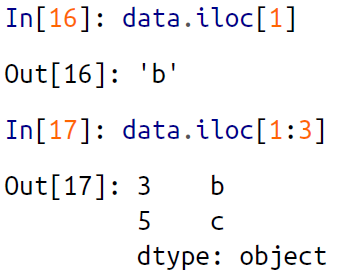 In[16]: data.iloc[1]
Out[16]: 'b'
In[17]: data.iloc[1:3]
Out[17]: 3    b
         5    c
         dtype: object